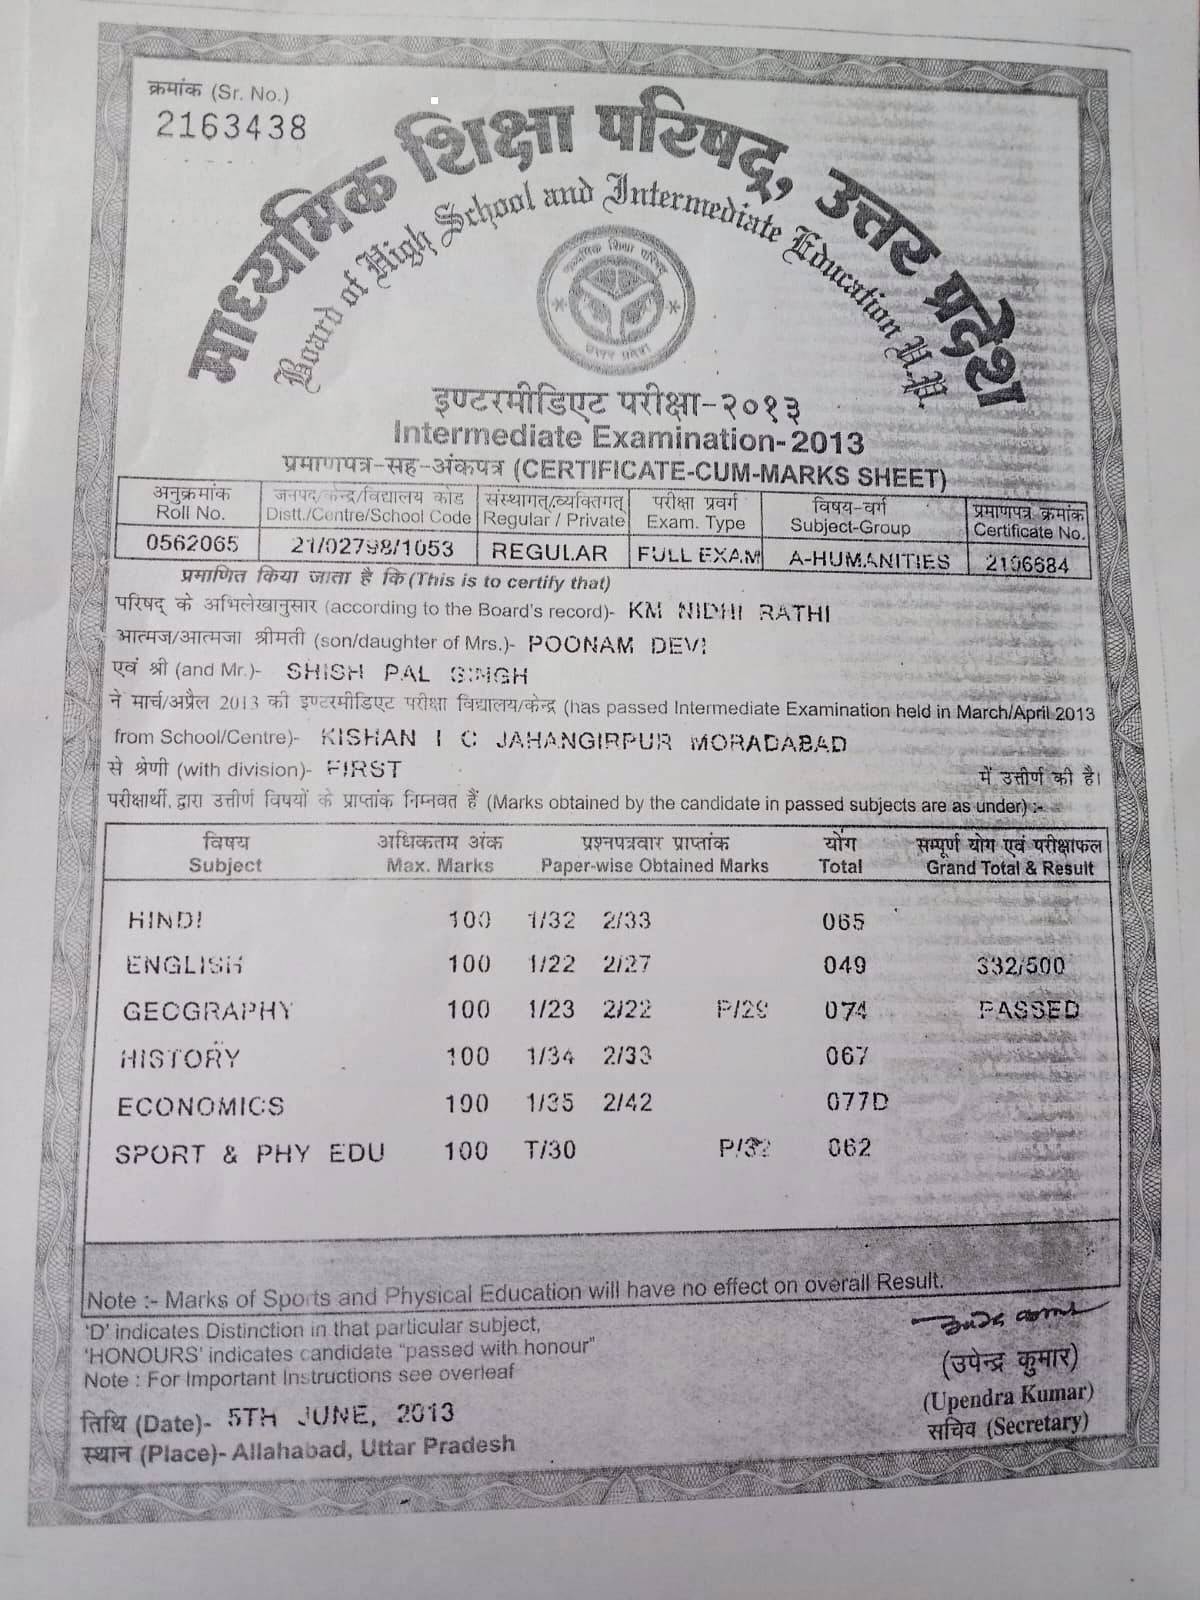 क्रमांक (Sr. No.)
2163438
माध्यमिक शिक्षा परिषद्, उत्तर प्रदेश
Board of High School and Intermediate Education U.P.
माध्यमिक शिक्षा परिषद
उत्तर प्रदेश
इण्टरमीडिएट परीक्षा-२०१३
Intermediate Examination-2013
प्रमाणपत्र-सह-अंकपत्र (CERTIFICATE-CUM-MARKS SHEET)
अनुक्रमांक जनपद/केन्द्र/विद्यालय कोड संस्थागत/व्यक्तिगत परीक्षा प्रवर्ग विषय-वर्ग प्रमाणपत्र क्रमांक
Roll No. Distt./Centre/School Code Regular / Private Exam. Type Subject-Group Certificate No.
0562065 21/02798/1053 REGULAR FULL EXAM A-HUMANITIES 2106684
प्रमाणित किया जाता है कि (This is to certify that)
परिषद् के अभिलेखानुसार (according to the Board's record)- KM NIDHI RATHI
आत्मज/आत्मजा श्रीमती (son/daughter of Mrs.)- POONAM DEVI
एवं श्री (and Mr.)- SHISH PAL SINGH
ने मार्च/अप्रैल 2013 की इण्टरमीडिएट परीक्षा विद्यालय/केन्द्र (has passed Intermediate Examination held in March/April 2013
from School/Centre)- KISHAN I C JAHANGIRPUR MORADABAD
से श्रेणी (with division)- FIRST में उत्तीर्ण की है।
परीक्षार्थी द्वारा उत्तीर्ण विषयों के प्राप्तांक निम्नवत हैं (Marks obtained by the candidate in passed subjects are as under) :-
विषय अधिकतम अंक प्रश्नपत्रवार प्राप्तांक योग सम्पूर्ण योग एवं परीक्षाफल
Subject Max. Marks Paper-wise Obtained Marks Total Grand Total & Result
HINDI 100 1/32 2/33 065
ENGLISH 100 1/22 2/27 049 332/500
GEOGRAPHY 100 1/23 2/22 P/29 074 PASSED
HISTORY 100 1/34 2/33 067
ECONOMICS 100 1/35 2/42 077D
SPORT & PHY EDU 100 T/30 P/32 062
Note :- Marks of Sports and Physical Education will have no effect on overall Result.
'D' indicates Distinction in that particular subject,
'HONOURS' indicates candidate "passed with honour"
Note : For Important Instructions see overleaf
तिथि (Date)- 5TH JUNE, 2013
स्थान (Place)- Allahabad, Uttar Pradesh
(उपेन्द्र कुमार)
(Upendra Kumar)
सचिव (Secretary)